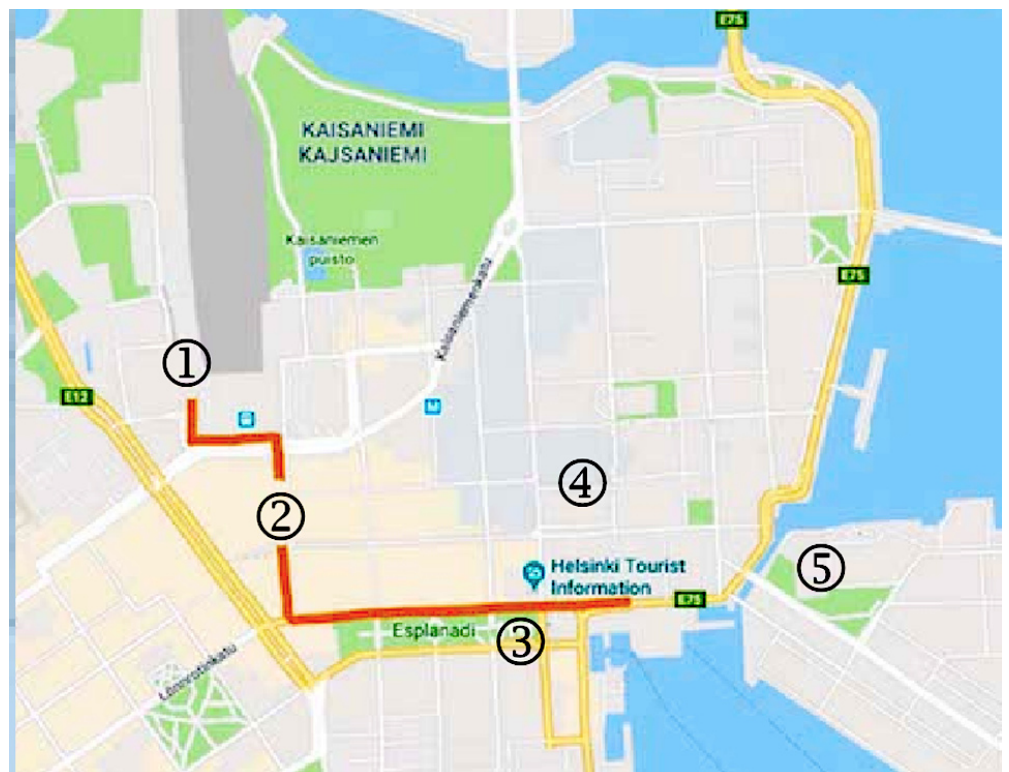 E75
KAISANIEMI
KAJSANIEMI
Kaisaniemen
puisto
E75
Kaisaniemenkatu
①
E12
M
④
②
⑤
Helsinki Tourist
Information
E75
Esplanadi
③
Lönnrotinkatu